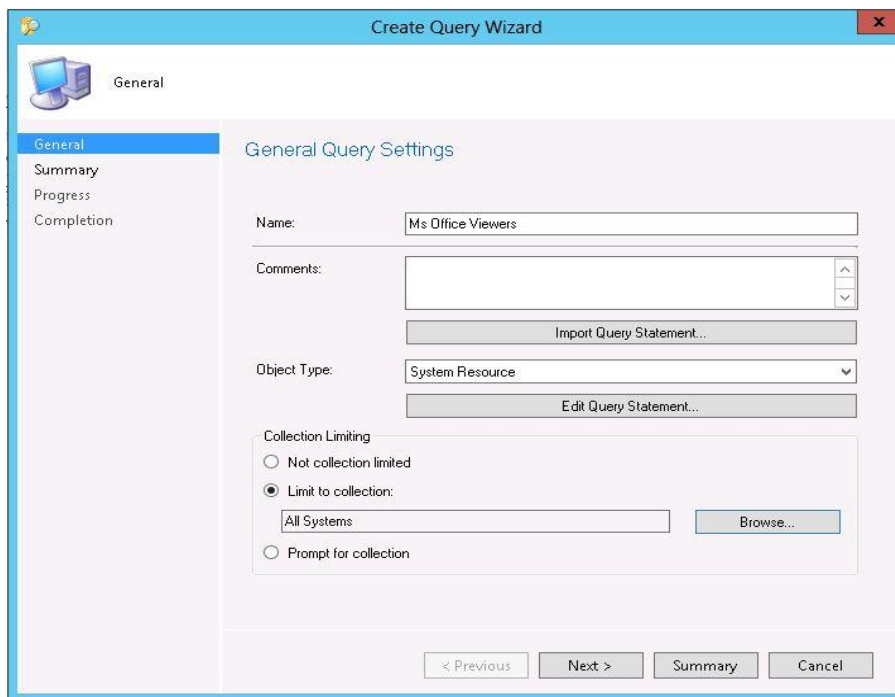 Create Query Wizard
x
General
General
Summary
Progress
Completion
General Query Settings
Name:
Ms Office Viewers
Comments:
Import Query Statement...
Object Type:
System Resource
Edit Query Statement...
Collection Limiting
Not collection limited
Limit to collection:
All Systems
Browse...
Prompt for collection
< Previous
Next >
Summary
Cancel